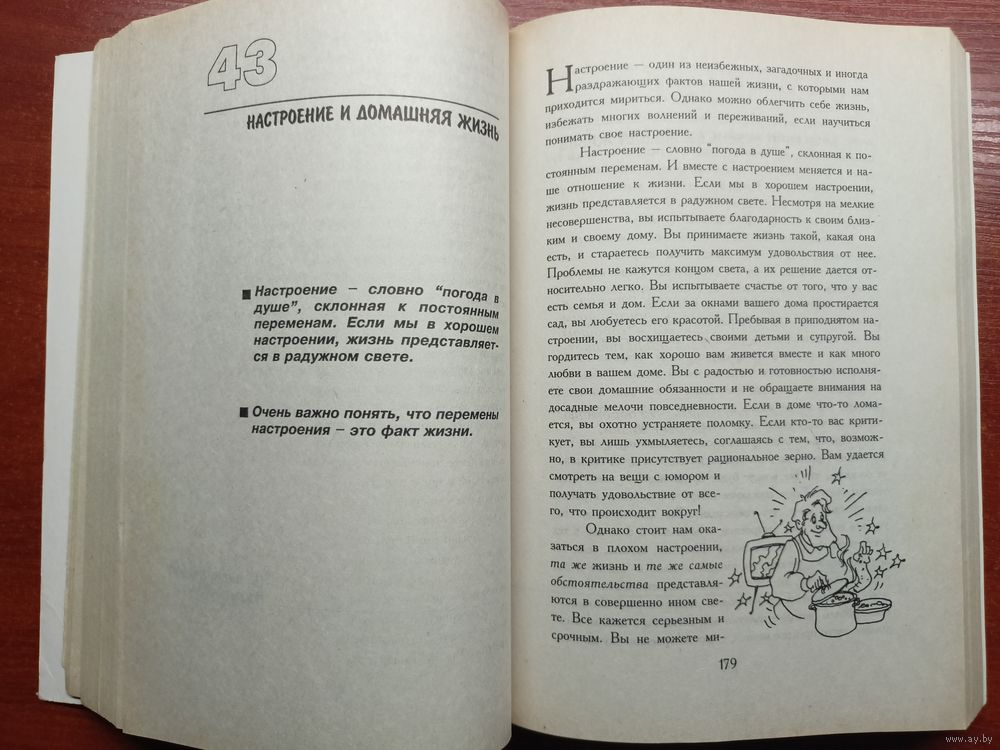 43
НАСТРОЕНИЕ И ДОМАШНЯЯ ЖИЗНЬ
■ Настроение – словно "погода в
душе", склонная к постоянным
переменам. Если мы в хорошем
настроении, жизнь представляет-
ся в радужном свете.
■ Очень важно понять, что перемены
настроения – это факт жизни.
Настроение — один из неизбежных, загадочных и иногда
раздражающих фактов нашей жизни, с которыми нам
приходится мириться. Однако можно облегчить себе жизнь,
избежать многих волнений и переживаний, если научиться
понимать свое настроение.
Настроение — словно "погода в душе", склонная к по-
стоянным переменам. И вместе с настроением меняется и на-
ше отношение к жизни. Если мы в хорошем настроении,
жизнь представляется в радужном свете. Несмотря на мелкие
несовершенства, вы испытываете благодарность к своим близ-
ким и своему дому. Вы принимаете жизнь такой, какая она
есть, и стараетесь получить максимум удовольствия от нее.
Проблемы не кажутся концом света, а их решение дается от-
носительно легко. Вы испытываете счастье от того, что у вас
есть семья и дом. Если за окнами вашего дома простирается
сад, вы любуетесь его красотой. Пребывая в приподнятом на-
строении, вы восхищаетесь своими детьми и супругой. Вы
гордитесь тем, как хорошо вам живется вместе и как много
любви в вашем доме. Вы с радостью и готовностью исполня-
ете свои домашние обязанности и не обращаете внимания на
досадные мелочи повседневности. Если в доме что-то лома-
ется, вы охотно устраняете поломку. Если кто-то вас крити-
кует, вы лишь ухмыляетесь, соглашаясь с тем, что, возмож-
но, в критике присутствует рациональное зерно. Вам удается
смотреть на вещи с юмором и
получать удовольствие от все-
го, что происходит вокруг!
Однако стоит нам ока-
заться в плохом настроении,
та же жизнь и те же самые
обстоятельства представля-
ются в совершенно ином све-
те. Все кажется серьезным и
срочным. Вы не можете ми-
179
www.ay.by